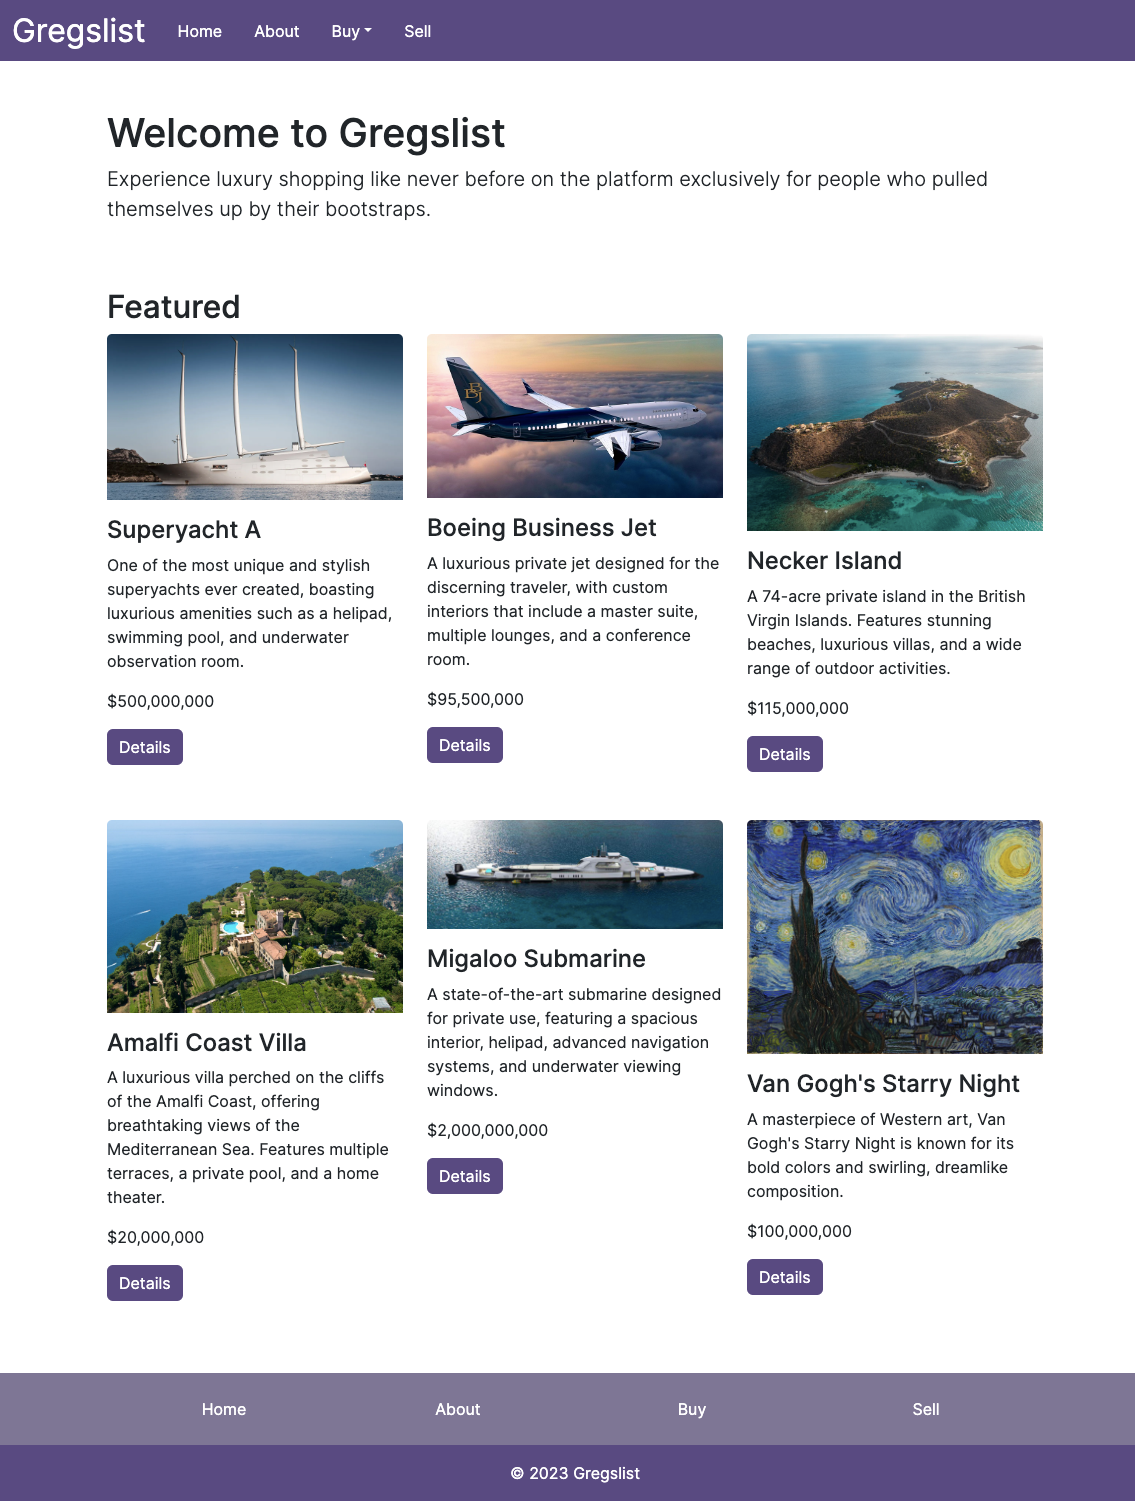 Gregslist Home About Buy Sell
Welcome to Gregslist
Experience luxury shopping like never before on the platform exclusively for people who pulled
themselves up by their bootstraps.
Featured
BBJ
Superyacht A
One of the most unique and stylish
superyachts ever created, boasting
luxurious amenities such as a helipad,
swimming pool, and underwater
observation room.
$500,000,000
Details
Boeing Business Jet
A luxurious private jet designed for the
discerning traveler, with custom
interiors that include a master suite,
multiple lounges, and a conference
room.
$95,500,000
Details
Necker Island
A 74-acre private island in the British
Virgin Islands. Features stunning
beaches, luxurious villas, and a wide
range of outdoor activities.
$115,000,000
Details
Amalfi Coast Villa
A luxurious villa perched on the cliffs
of the Amalfi Coast, offering
breathtaking views of the
Mediterranean Sea. Features multiple
terraces, a private pool, and a home
theater.
$20,000,000
Details
Migaloo Submarine
A state-of-the-art submarine designed
for private use, featuring a spacious
interior, helipad, advanced navigation
systems, and underwater viewing
windows.
$2,000,000,000
Details
Van Gogh's Starry Night
A masterpiece of Western art, Van
Gogh's Starry Night is known for its
bold colors and swirling, dreamlike
composition.
$100,000,000
Details
Home About Buy Sell
© 2023 Gregslist